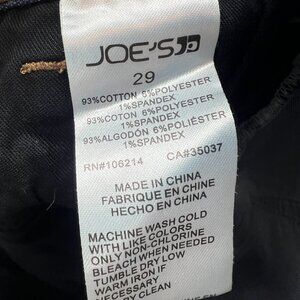 JOE'S
29
93%COTTON 6%POLYESTER
1%SPANDEX
93%COTON 6%POLYESTER
1%SPANDEX
93%ALGODÓN 6%POLIÉSTER
1%SPANDEX
RN#106214 CA#35037
MADE IN CHINA
FABRIQUE EN CHINE
HECHO EN CHINA
MACHINE WASH COLD
WITH LIKE COLORS
ONLY NON-CHLORINE
BLEACH WHEN NEEDED
TUMBLE DRY LOW
WARM IRON IF
NECESSARY
DRY CLEAN